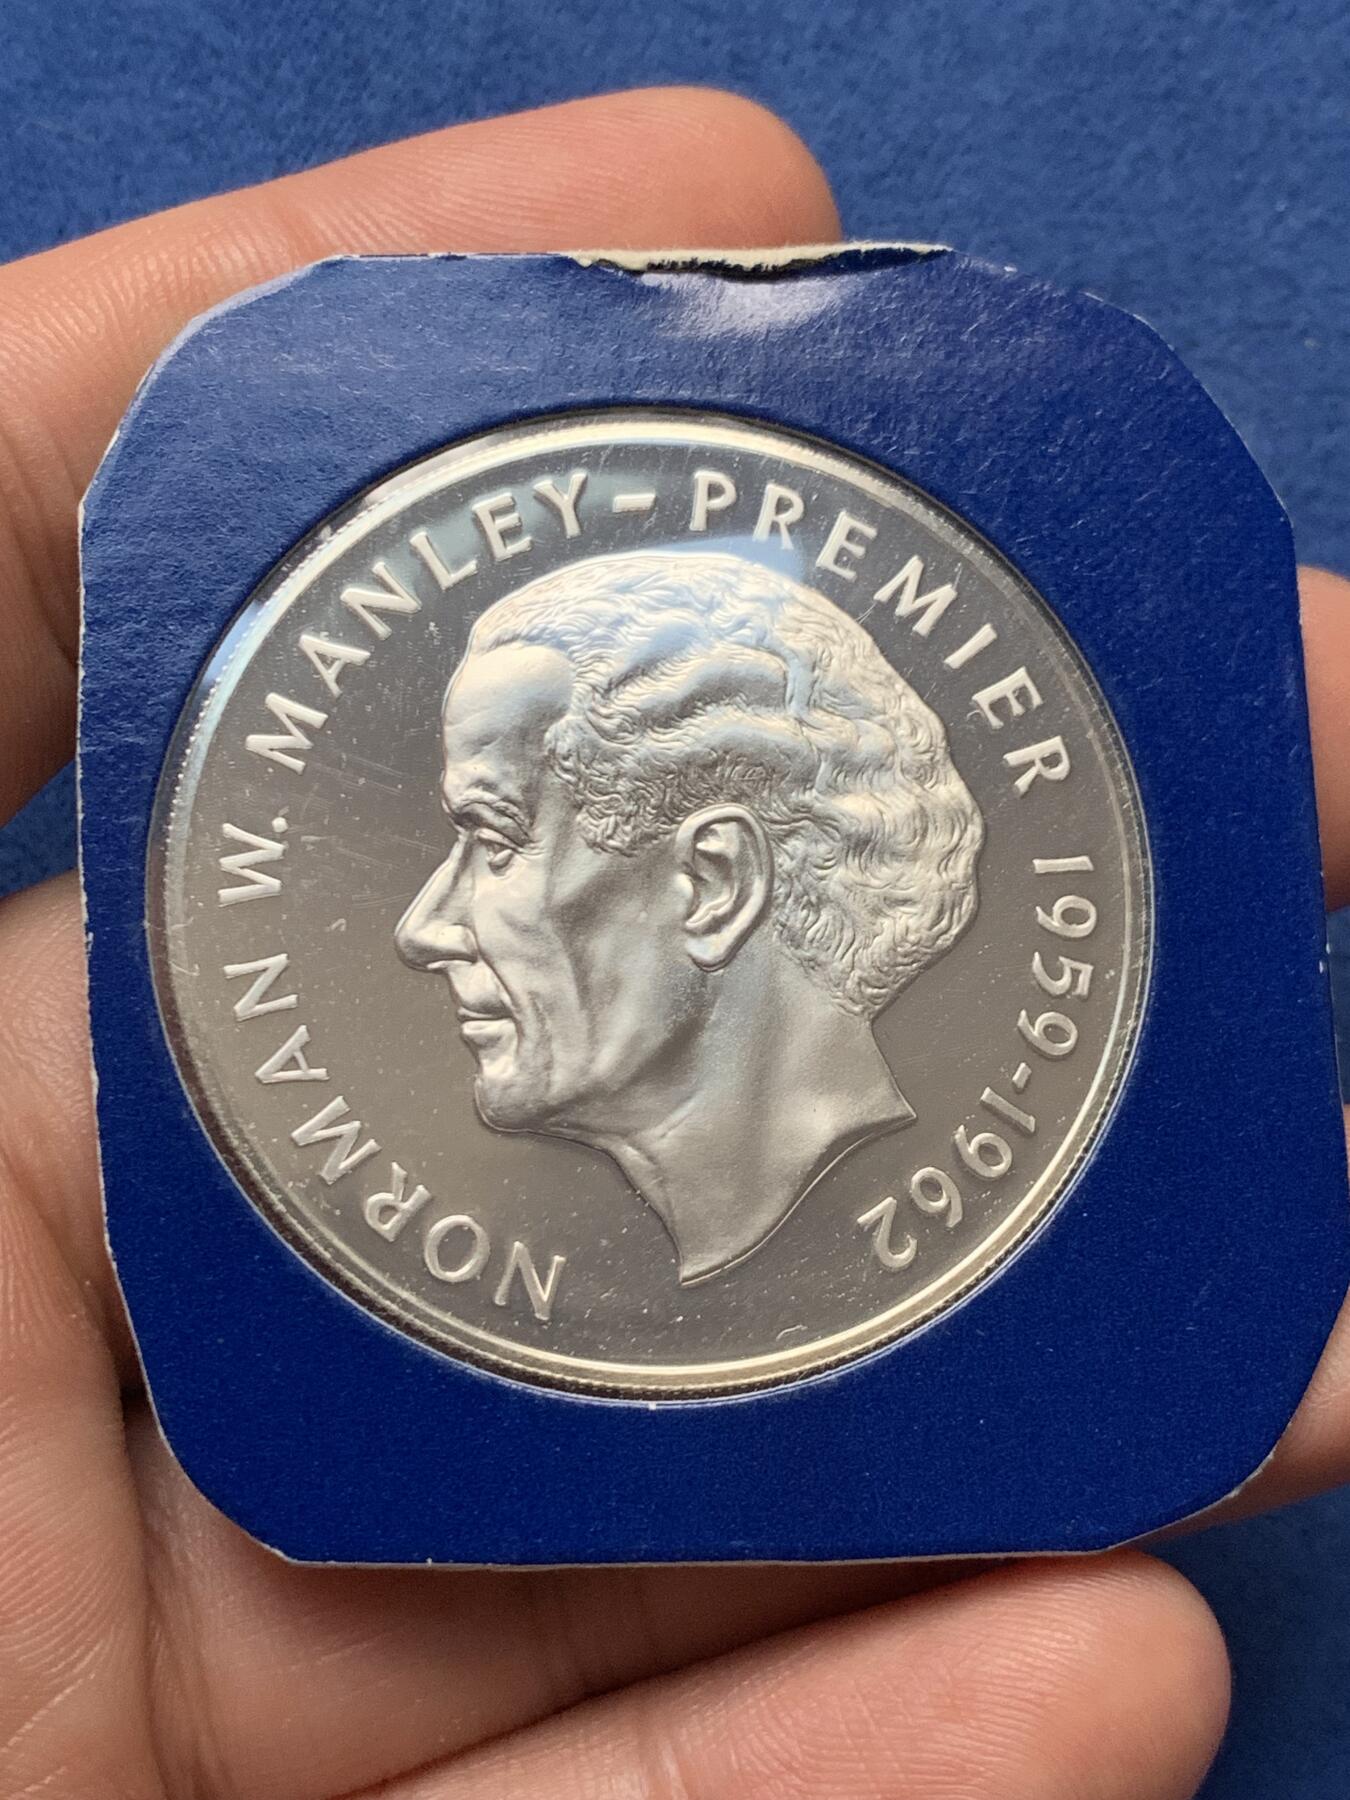 NORMAN W. MANLEY – PREMIER 1959-1962